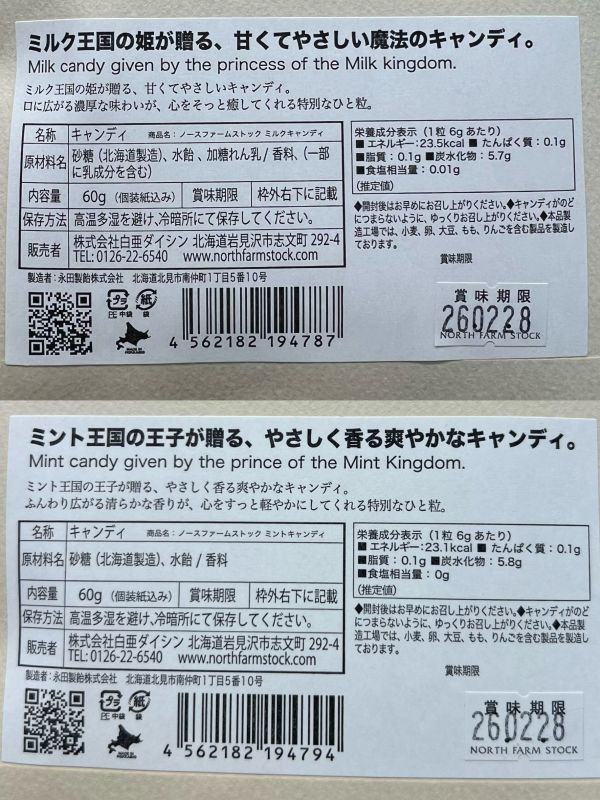 ミルク王国の姫が贈る、甘くてやさしい魔法のキャンディ。
Milk candy given by the princess of the Milk kingdom.
ミルク王国の姫が贈る、甘くてやさしいキャンディ。
口に広がる濃厚な味わいが、心をそっと癒してくれる特別なひと粒。
名称 キャンディ 商品名：ノースファームストック ミルクキャンディ
原材料名 砂糖（北海道製造）、水飴、加糖れん乳 / 香料、（一部
に乳成分を含む）
内容量 60g（個装紙込み） 賞味期限 枠外右下に記載
保存方法 高温多湿を避け、冷暗所にて保存してください。
販売者 株式会社白亜ダイシン 北海道岩見沢市志文町 292-4
TEL: 0126-22-6540 www.northfarmstock.com
製造者：永田製飴株式会社 北海道北見市南仲町1丁目5番10号
栄養成分表示（1粒 6g あたり）
■エネルギー：23.5kcal ■たんぱく質：0.1g
■脂質：0.1g ■炭水化物：5.7g
■食塩相当量：0.01g
（推定値）
◆開封後はお早めにお召し上がりください。◆キャンディがのど
につまらないように、ゆっくりお召し上がりください。◆本品製
造工場では、小麦、卵、大豆、もも、りんごを含む製品を製造し
ております。
賞味期限
プラ 紙
PE 中袋 袋
MADE IN HOKKAIDO
4 562182 194787
賞味期限
260228
NORTH FARM STOCK
ミント王国の王子が贈る、やさしく香る爽やかなキャンディ。
Mint candy given by the prince of the Mint Kingdom.
ミント王国の王子が贈る、やさしく香る爽やかなキャンディ。
ふんわり広がる清らかな香りが、心をすっと軽やかにしてくれる特別なひと粒。
名称 キャンディ 商品名：ノースファームストック ミントキャンディ
原材料名 砂糖（北海道製造）、水飴 / 香料
内容量 60g（個装紙込み） 賞味期限 枠外右下に記載
保存方法 高温多湿を避け、冷暗所にて保存してください。
販売者 株式会社白亜ダイシン 北海道岩見沢市志文町 292-4
TEL: 0126-22-6540 www.northfarmstock.com
製造者：永田製飴株式会社 北海道北見市南仲町1丁目5番10号
栄養成分表示（1粒 6g あたり）
■エネルギー：23.1kcal ■たんぱく質：0.1g
■脂質：0.1g ■炭水化物：5.8g
■食塩相当量：0g
（推定値）
◆開封後はお早めにお召し上がりください。◆キャンディがのど
につまらないように、ゆっくりお召し上がりください。◆本品製
造工場では、小麦、卵、大豆、もも、りんごを含む製品を製造し
ております。
賞味期限
プラ 紙
PE 中袋 袋
MADE IN HOKKAIDO
4 562182 194794
賞味期限
260228
NORTH FARM STOCK